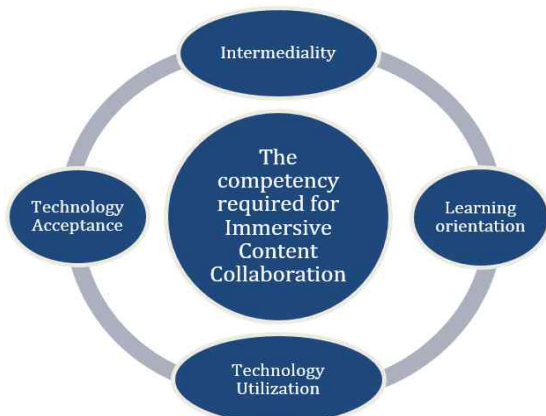 Intermediality
The
competency
required for
Immersive
Content
Collaboration
Technology
Acceptance
Learning
orientation
Technology
Utilization